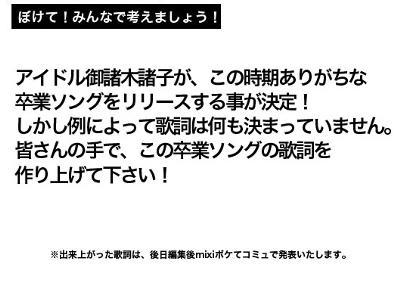 ぼけて！みんなで考えましょう！
アイドル御諸木諸子が、この時期ありがちな
卒業ソングをリリースする事が決定！
しかし例によって歌詞は何も決まっていません。
皆さんの手で、この卒業ソングの歌詞を
作り上げて下さい！
※出来上がった歌詞は、後日編集後mixiボケてコミュで発表いたします。